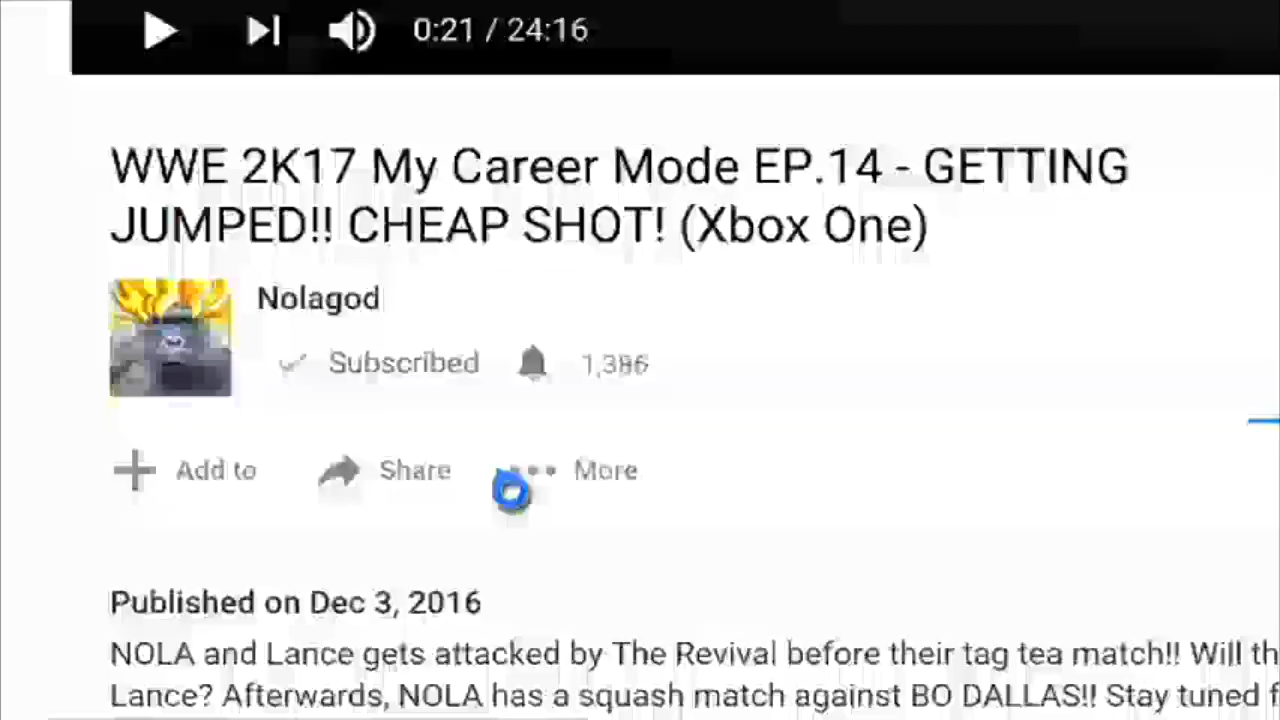 0:21 / 24:16
WWE 2K17 My Career Mode EP.14 - GETTING
JUMPED!! CHEAP SHOT! (Xbox One)
Nolagod
Subscribed 1,386
Add to Share More
Published on Dec 3, 2016
NOLA and Lance gets attacked by The Revival before their tag tea match!! Will th
Lance? Afterwards, NOLA has a squash match against BO DALLAS!! Stay tuned f